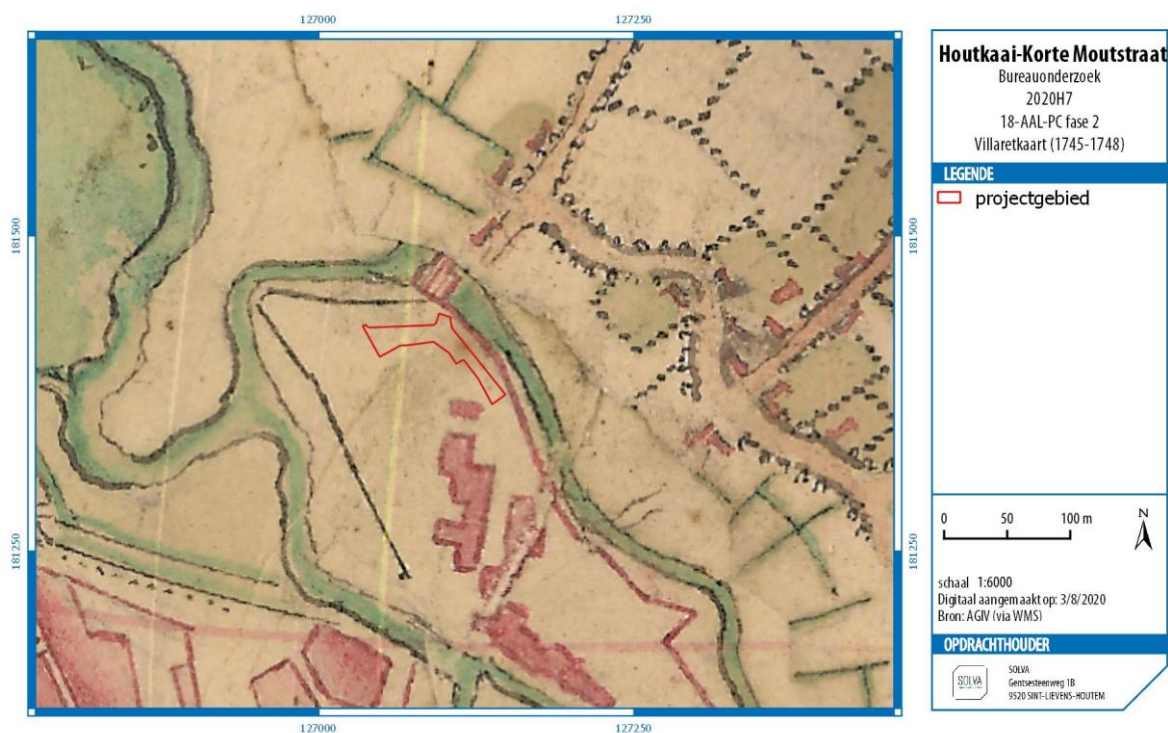 127000
127250
181500
181500
181250
181250
127000
127250
Houtkaai-Korte Moutstraat
Bureauonderzoek
2020H7
18-AAL-PC fase 2
Villaretkaart (1745-1748)
LEGENDE
projectgebied
0 50 100 m
N
schaal 1:6000
Digitaal aangemaakt op: 3/8/2020
Bron: AGIV (via WMS)
OPDRACHTHOUDER
SOLVA
SOLVA
Gentsesteenweg 1B
9520 SINT-LIEVENS-HOUTEM